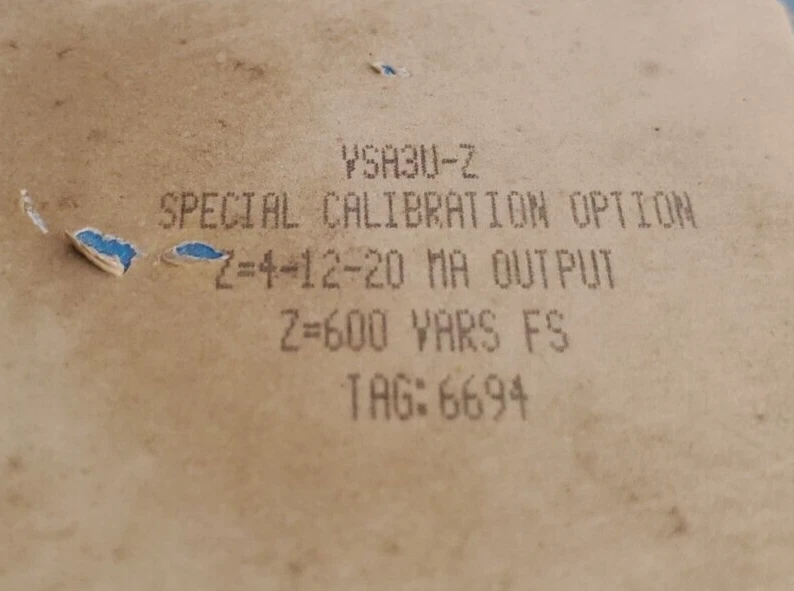 VSA3U-Z
SPECIAL CALIBRATION OPTION
Z=4-12-20 MA OUTPUT
Z=600 VARS FS
TAG:6694